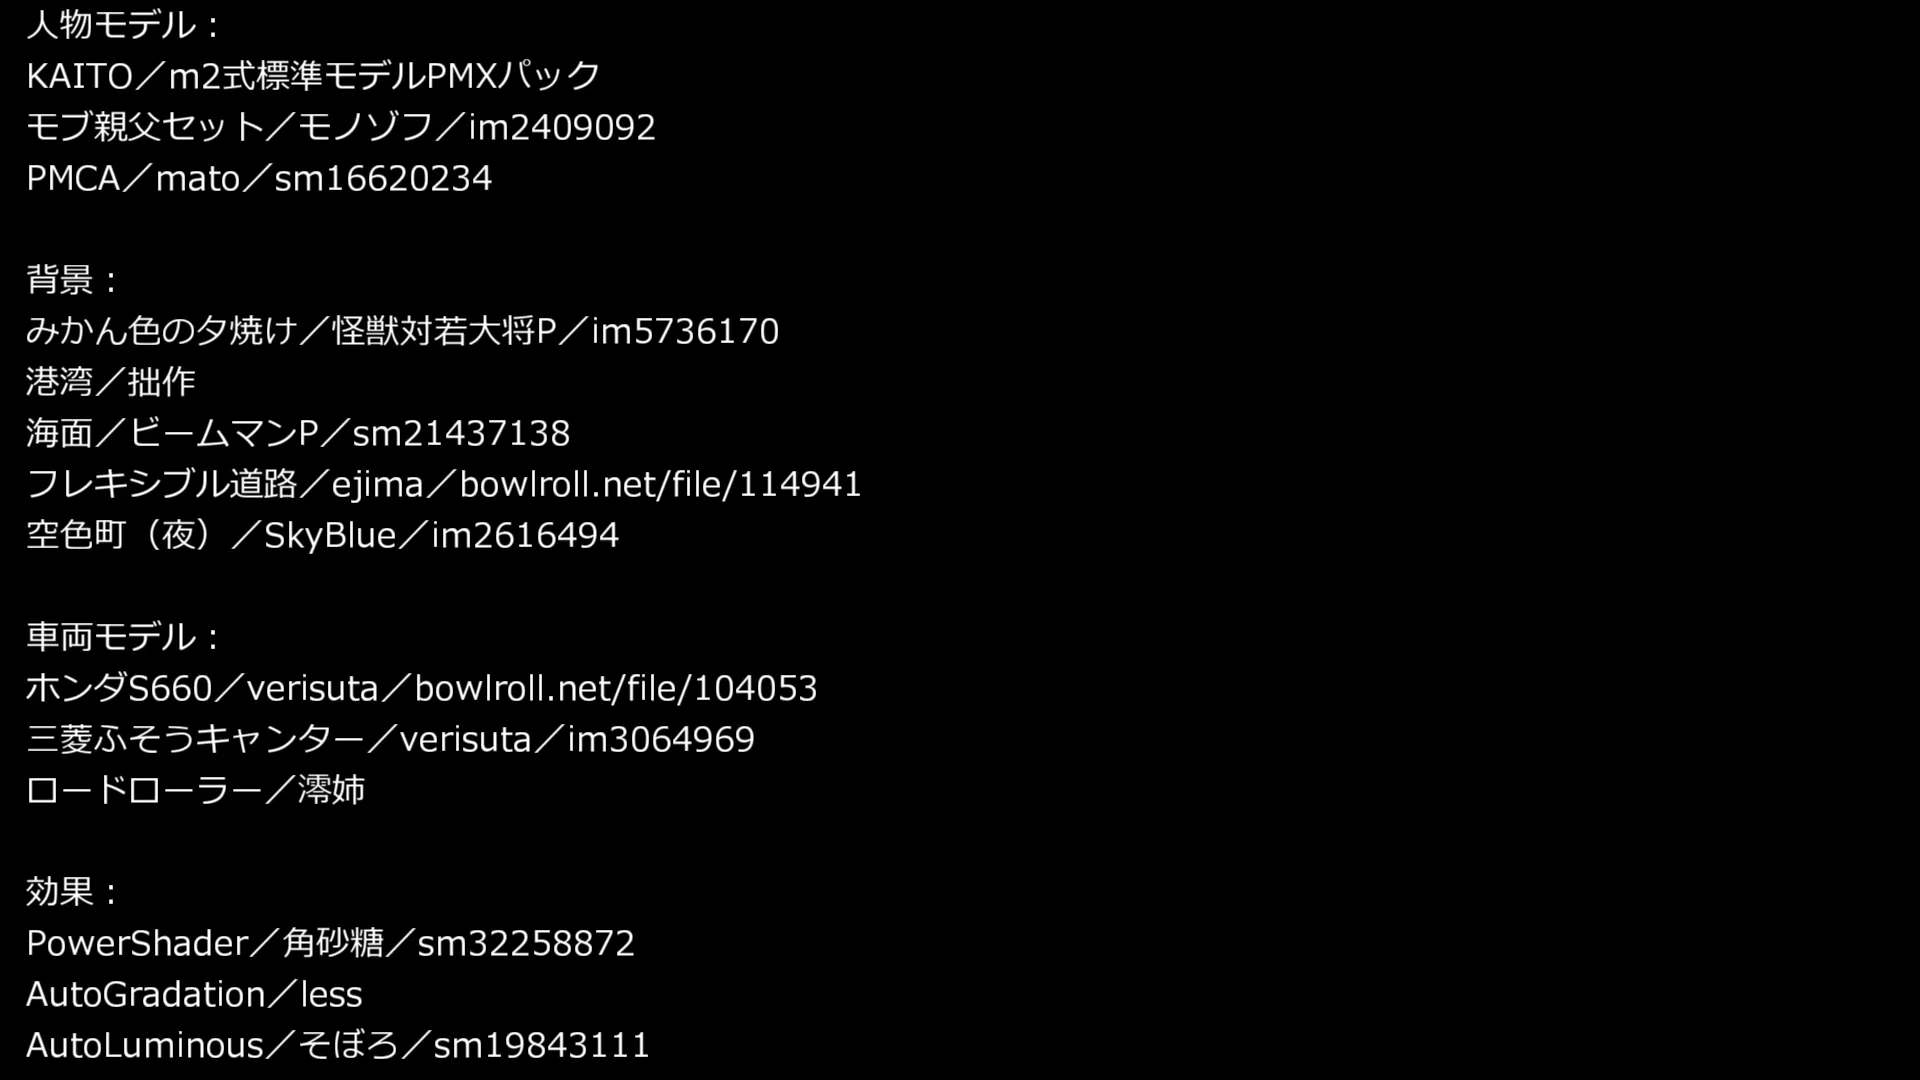 人物モデル：
KAITO／m2式標準モデルPMXパック
モブ親父セット／モノゾフ／im2409092
PMCA／mato／sm16620234
背景：
みかん色の夕焼け／怪獣対若大将P／im5736170
港湾／拙作
海面／ビームマンP／sm21437138
フレキシブル道路／ejima／bowlroll.net/file/114941
空色町（夜）／SkyBlue／im2616494
車両モデル：
ホンダS660／verisuta／bowlroll.net/file/104053
三菱ふそうキャンター／verisuta／im3064969
ロードローラー／澪姉
効果：
PowerShader／角砂糖／sm32258872
AutoGradation／less
AutoLuminous／そぼろ／sm19843111